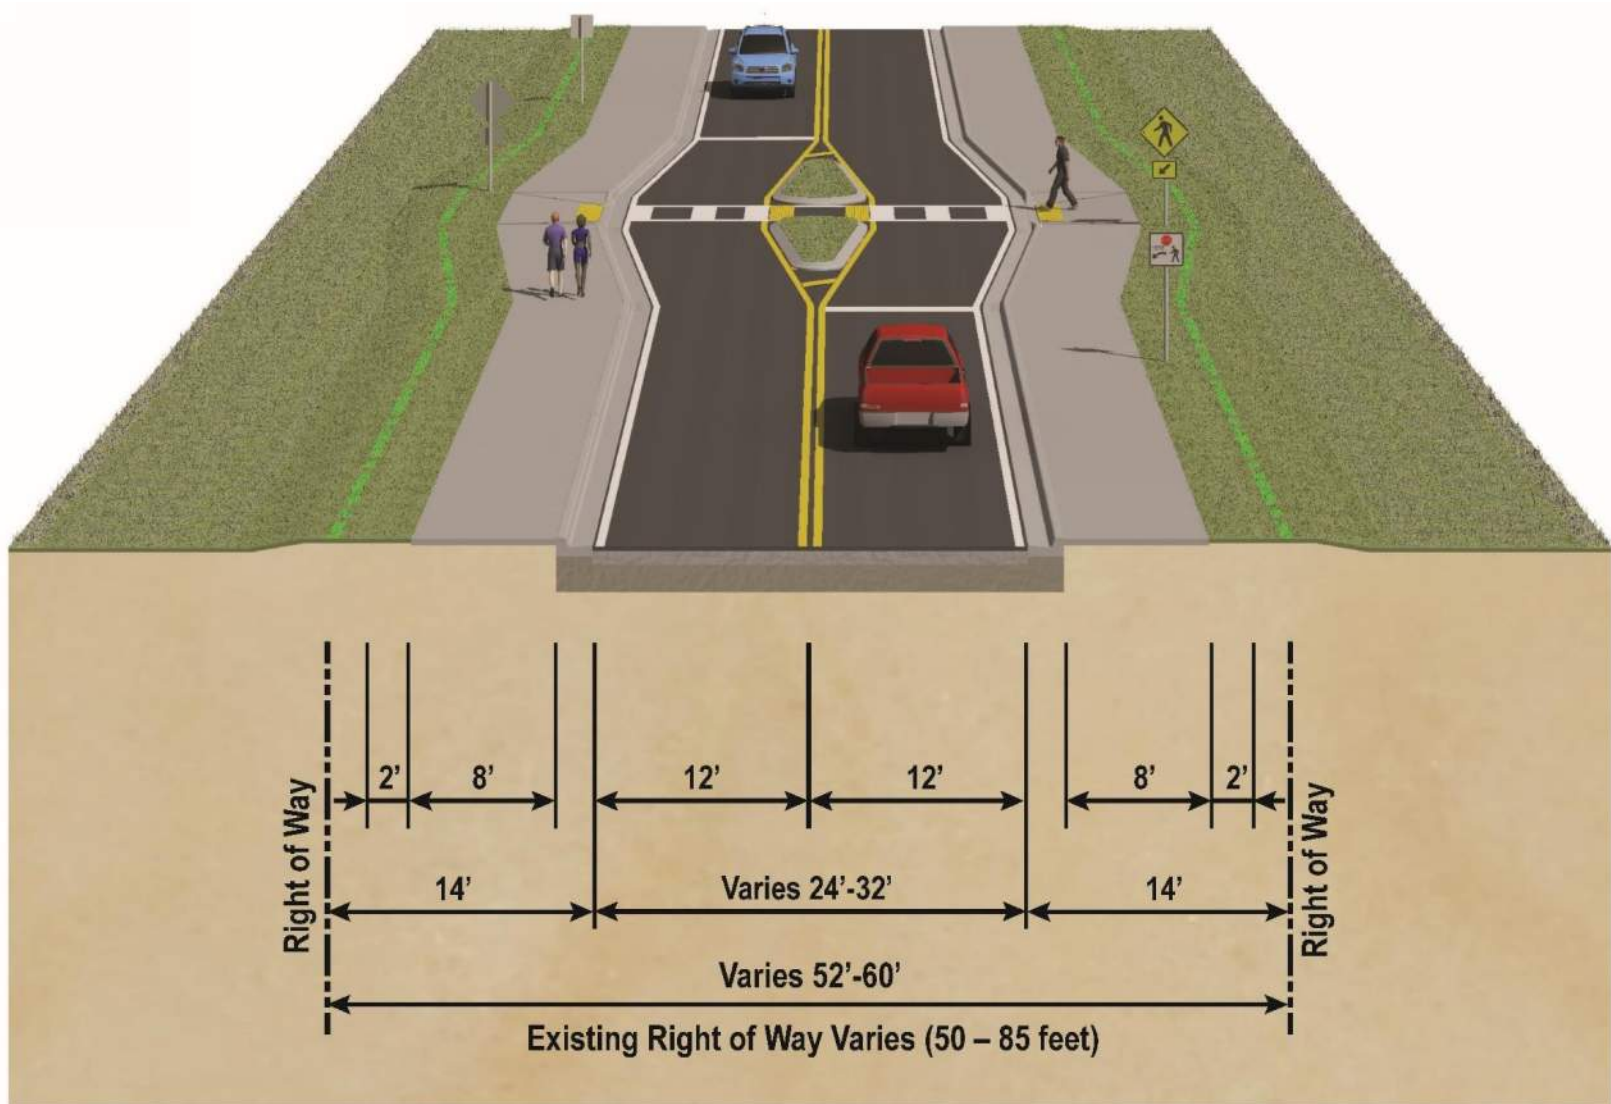 2’
8’
12’
12’
8’
2’
Right of Way
14’
Varies 24’-32’
14’
Right of Way
Varies 52’-60’
Existing Right of Way Varies (50 – 85 feet)